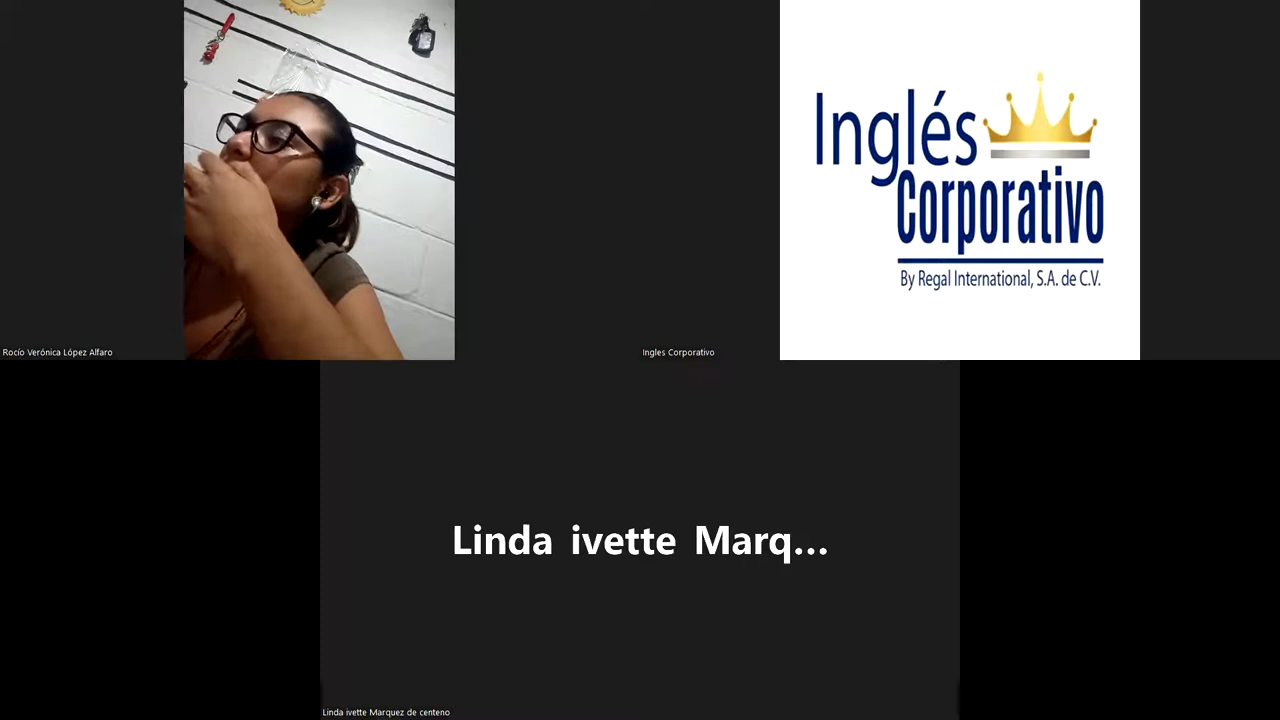 Inglés
Corporativo
By Regal International, S.A. de C.V.
Rocío Verónica López Alfaro
Ingles Corporativo
Linda ivette Marq...
Linda ivette Marquez de centeno